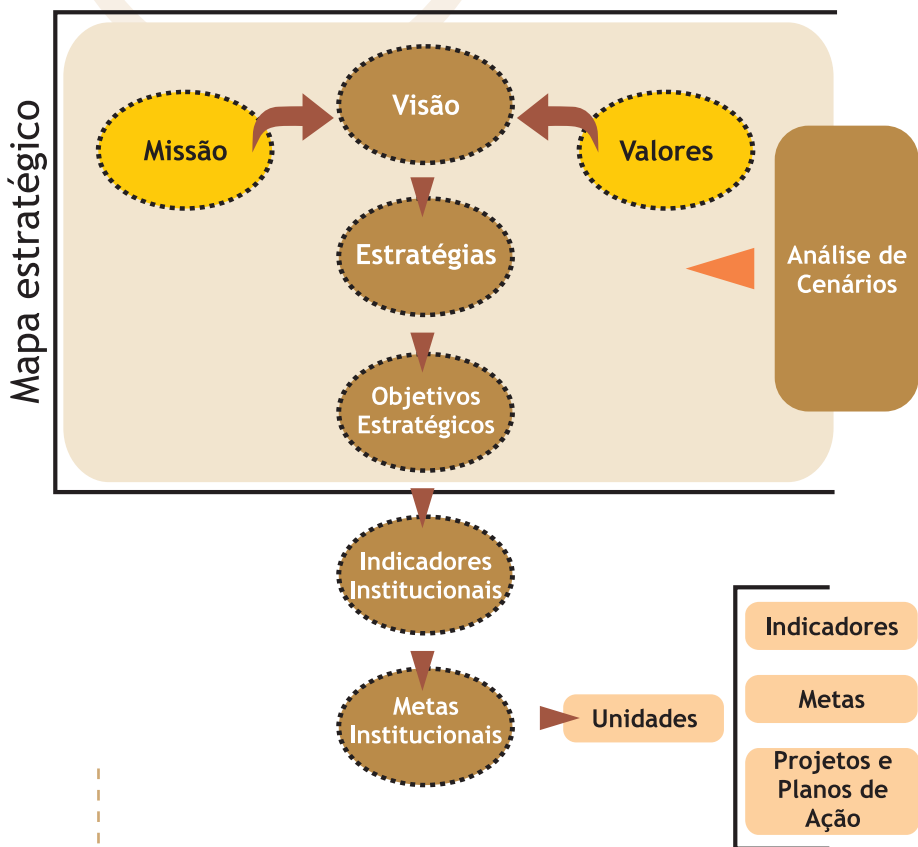 Mapa estratégico
Missão
Visão
Valores
Estratégias
Análise de
Cenários
Objetivos
Estratégicos
Indicadores
Institucionais
Metas
Institucionais
Unidades
Indicadores
Metas
Projetos e
Planos de
Ação